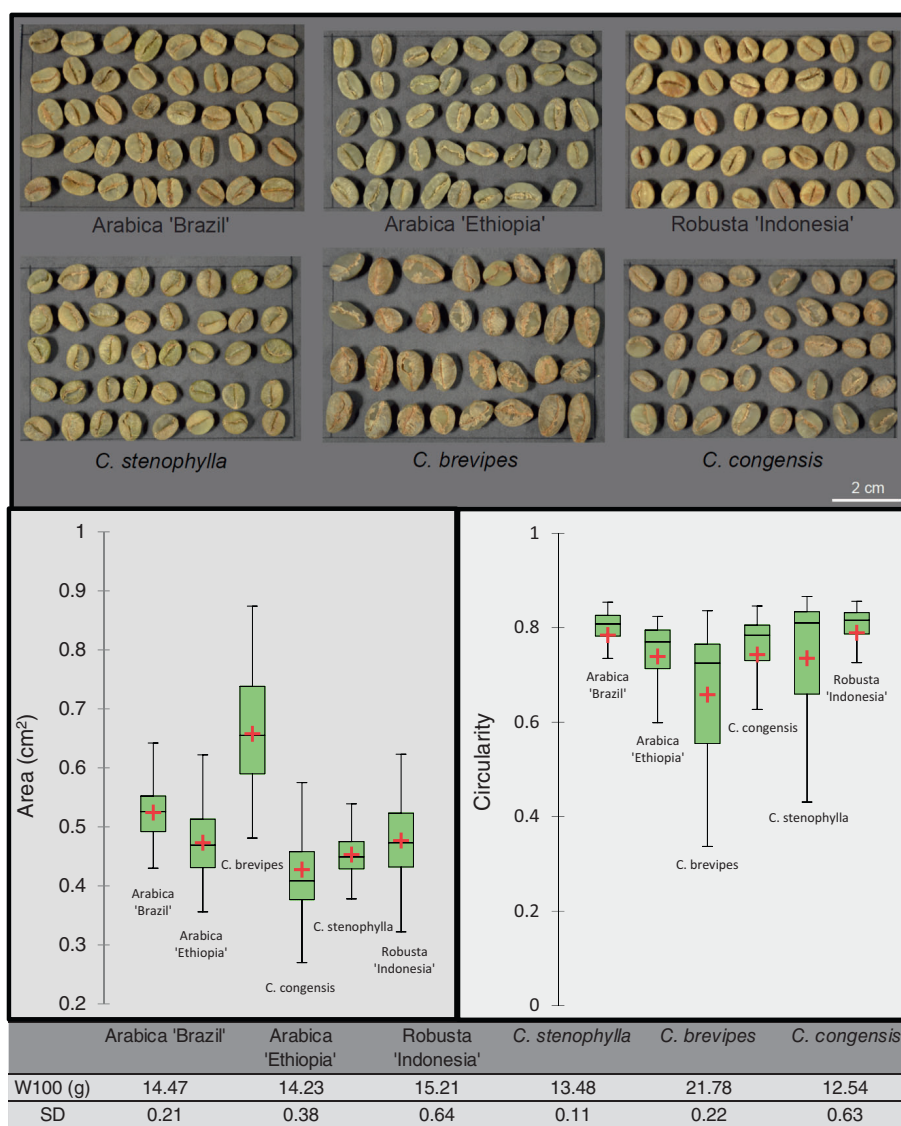 Arabica 'Brazil'
Arabica 'Ethiopia'
Robusta 'Indonesia'
C. stenophylla
C. brevipes
C. congensis
2 cm
1
0.9
0.8
0.7
0.6
0.5
0.4
0.3
0.2
Area (cm²)
Arabica
'Brazil'
Arabica
'Ethiopia'
C. brevipes
C. congensis
C. stenophylla
Robusta
'Indonesia'
1
0.8
0.6
0.4
0.2
0
Circularity
Arabica
'Brazil'
Arabica
'Ethiopia'
C. brevipes
C. congensis
C. stenophylla
Robusta
'Indonesia'
Arabica 'Brazil' Arabica 'Ethiopia' Robusta 'Indonesia' C. stenophylla C. brevipes C. congensis
W100 (g) 14.47 14.23 15.21 13.48 21.78 12.54
SD 0.21 0.38 0.64 0.11 0.22 0.63